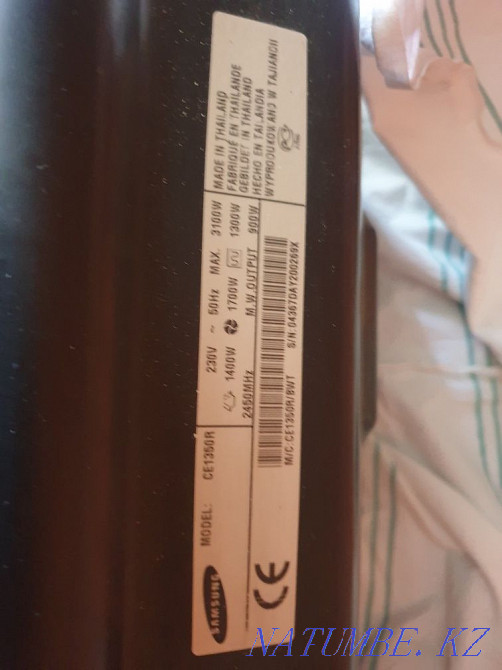 SAMSUNG
MODEL: CE1350R
230V ~ 50Hz MAX. 3100W
1400W 1700W 1300W
2450MHz M.W.OUTPUT 900W
MADE IN THAILAND
FABRIQUE EN THAILANDE
GEBILDET IN THAILAND
HECHO EN TAILANDIA
WYPRODUKOWANO W TAJLANDII
CE
M/C:CE1350R/BWT S/N:04367DAY200269X
NATUMBE.KZ